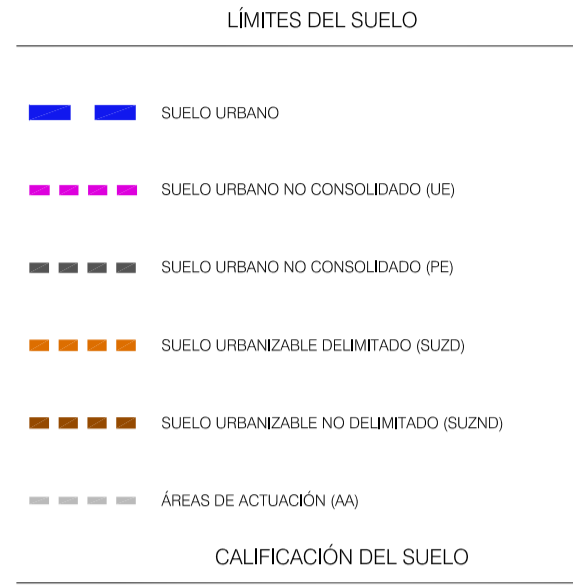 LÍMITES DEL SUELO
SUELO URBANO
SUELO URBANO NO CONSOLIDADO (UE)
SUELO URBANO NO CONSOLIDADO (PE)
SUELO URBANIZABLE DELIMITADO (SUZD)
SUELO URBANIZABLE NO DELIMITADO (SUZND)
ÁREAS DE ACTUACIÓN (AA)
CALIFICACIÓN DEL SUELO